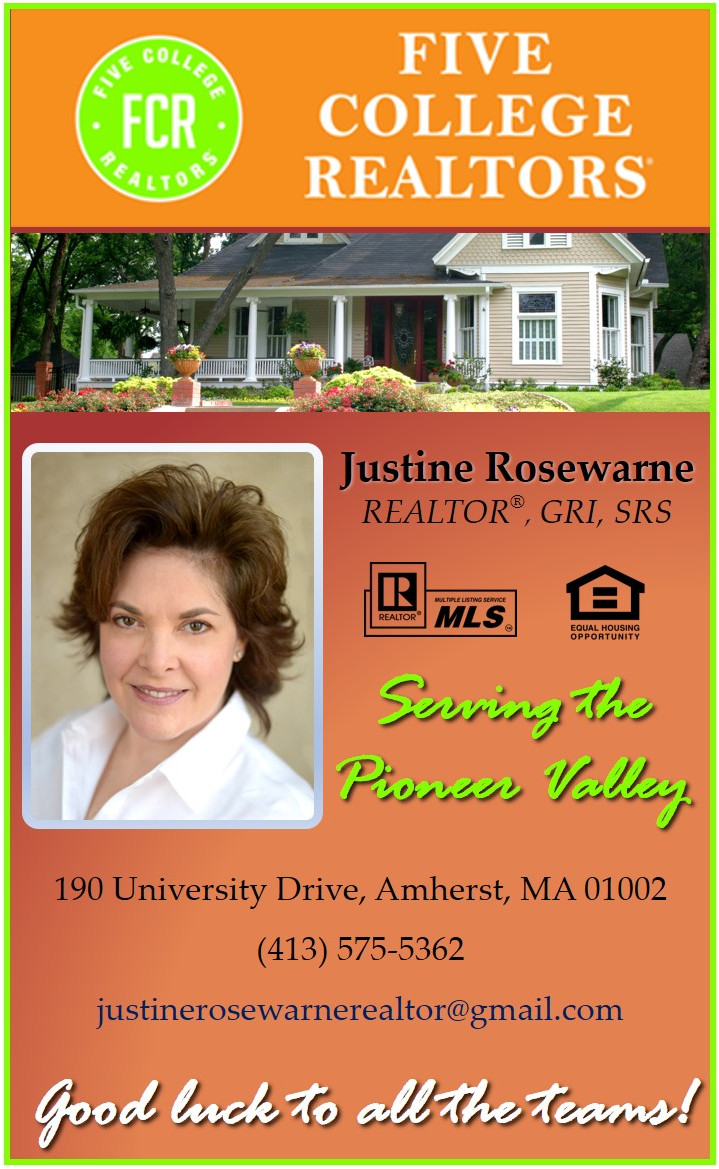 FIVE COLLEGE
FCR
REALTORS
FIVE
COLLEGE
REALTORS®
Justine Rosewarne
REALTOR®, GRI, SRS
R
REALTOR®
MULTIPLE LISTING SERVICE
MLS
EQUAL HOUSING
OPPORTUNITY
Serving the
Pioneer Valley
190 University Drive, Amherst, MA 01002
(413) 575-5362
justinerosewarnerealtor@gmail.com
Good luck to all the teams!